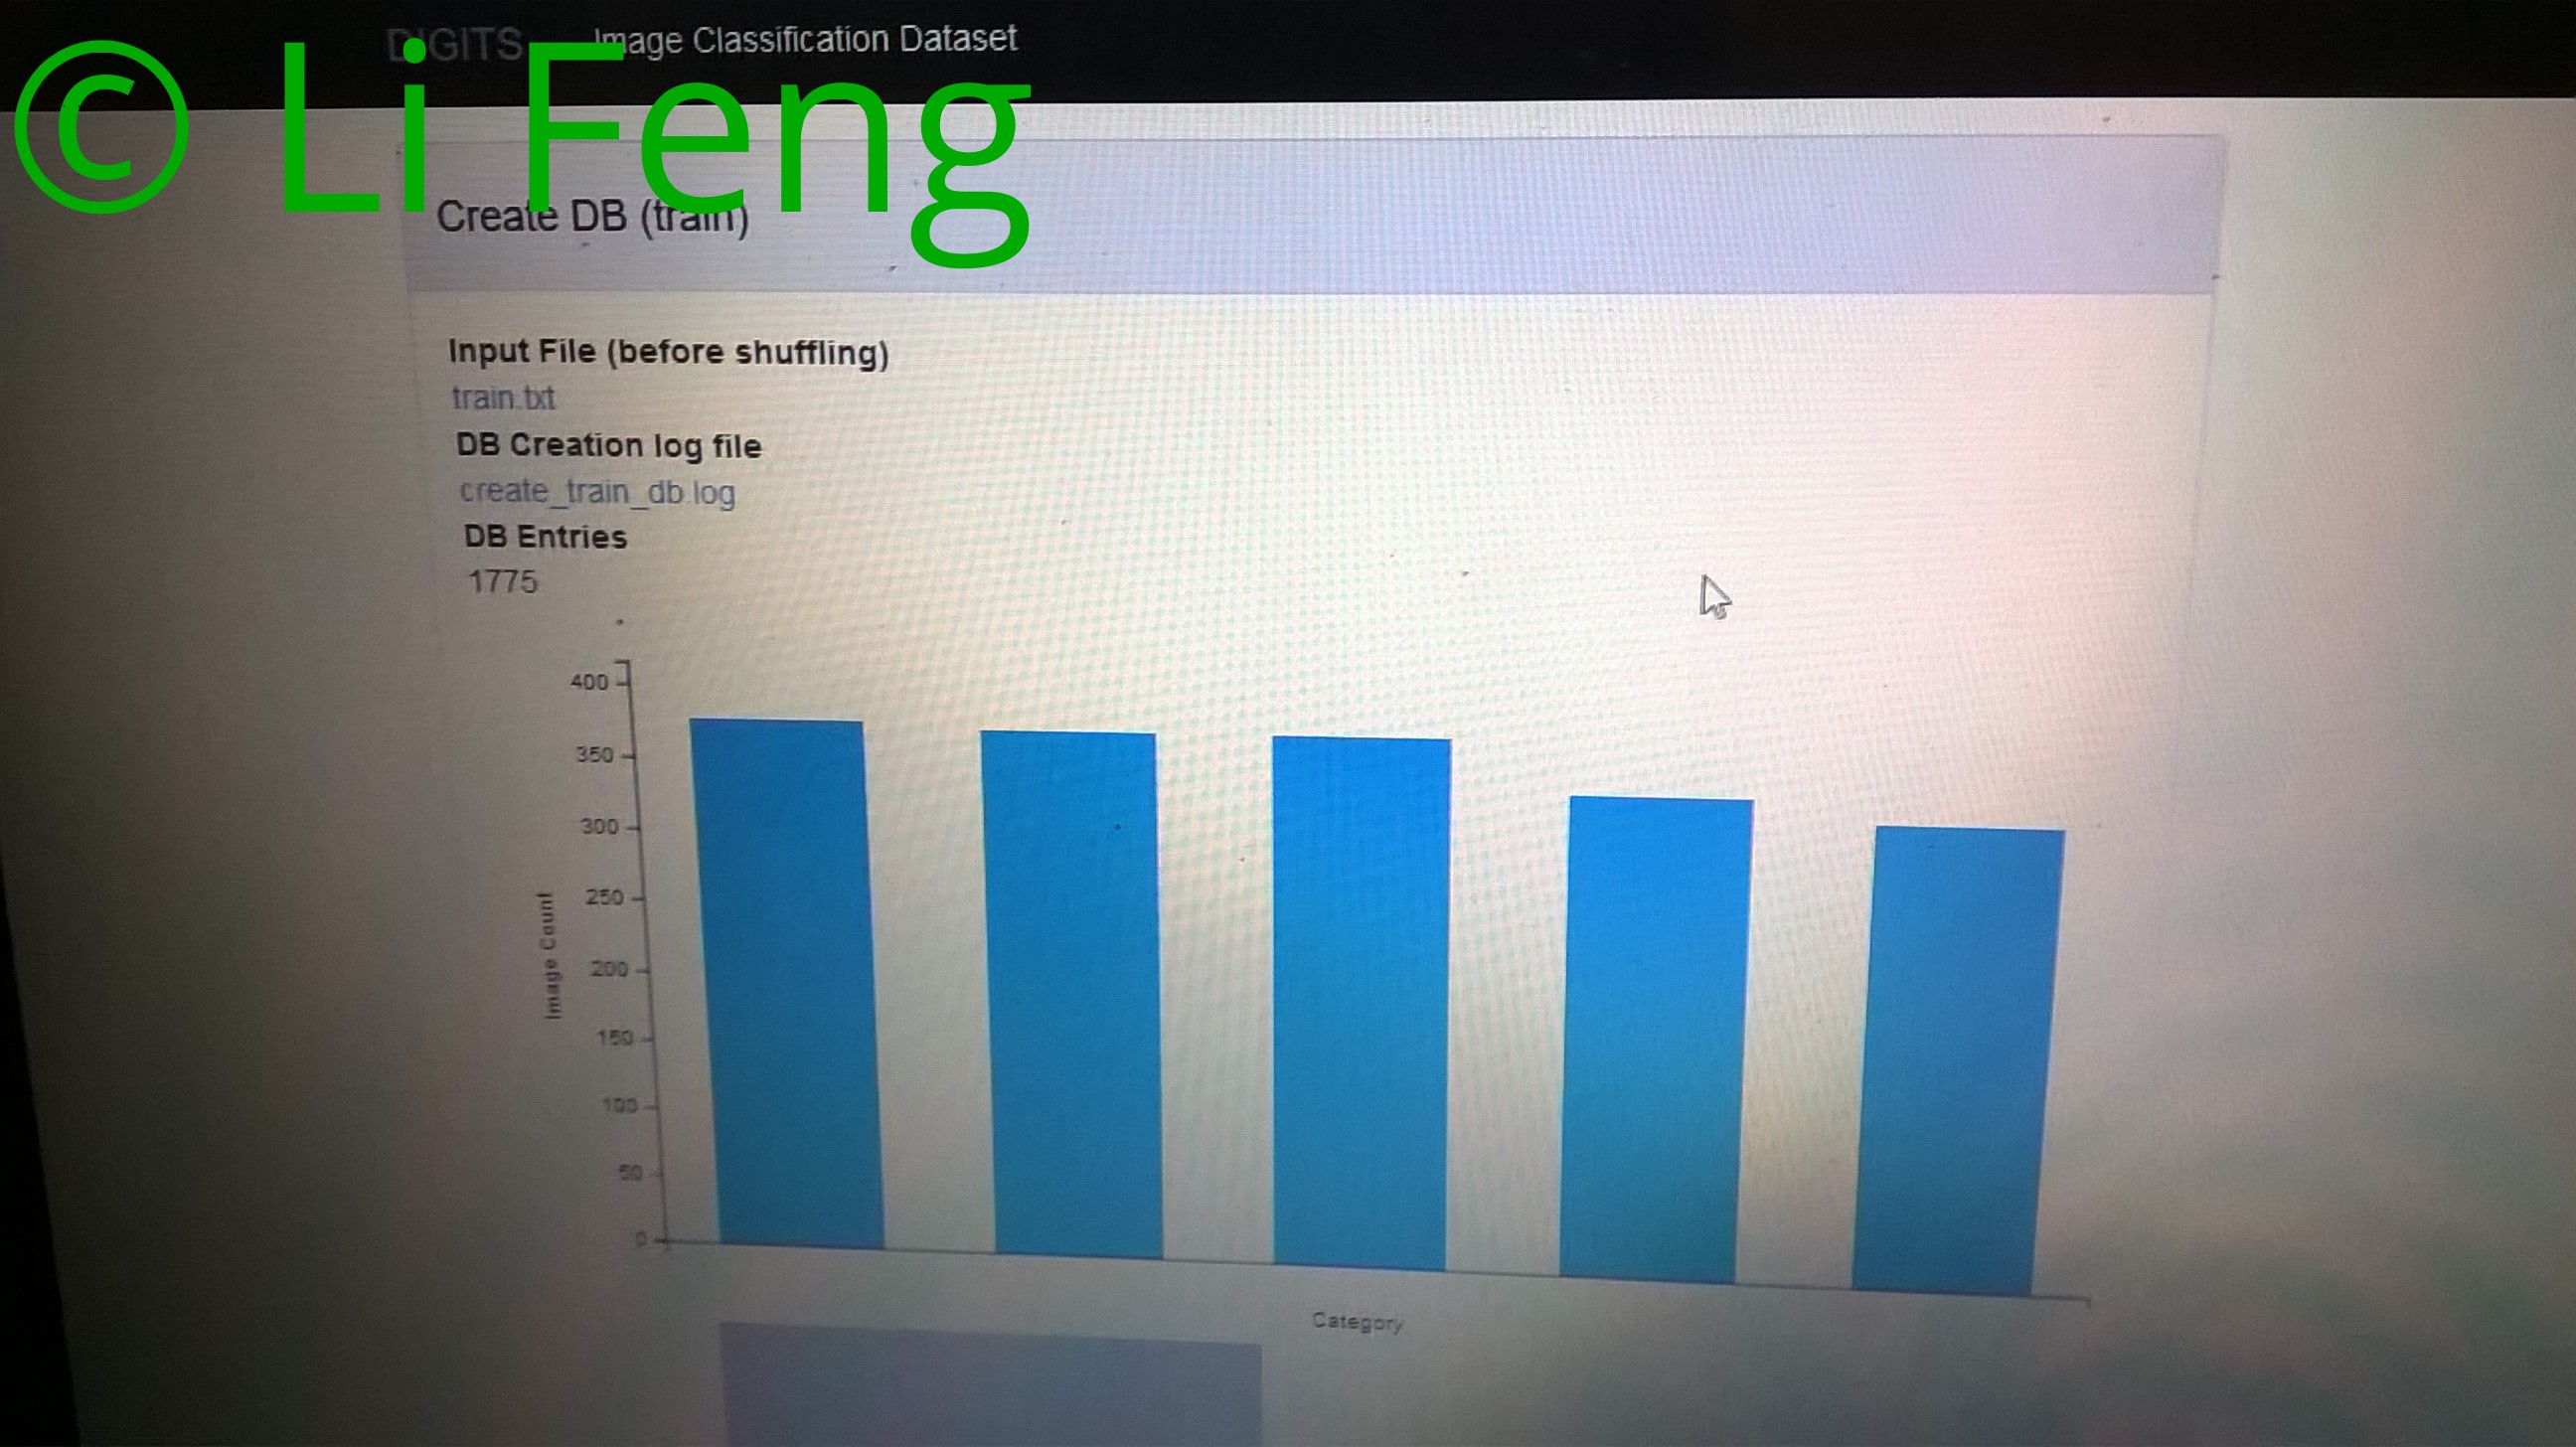 DIGITS Image Classification Dataset
© Li Feng
Create DB (train)
Input File (before shuffling)
train.txt
DB Creation log file
create_train_db.log
DB Entries
1775
400
350
300
250
200
150
100
50
0
Image Count
Category